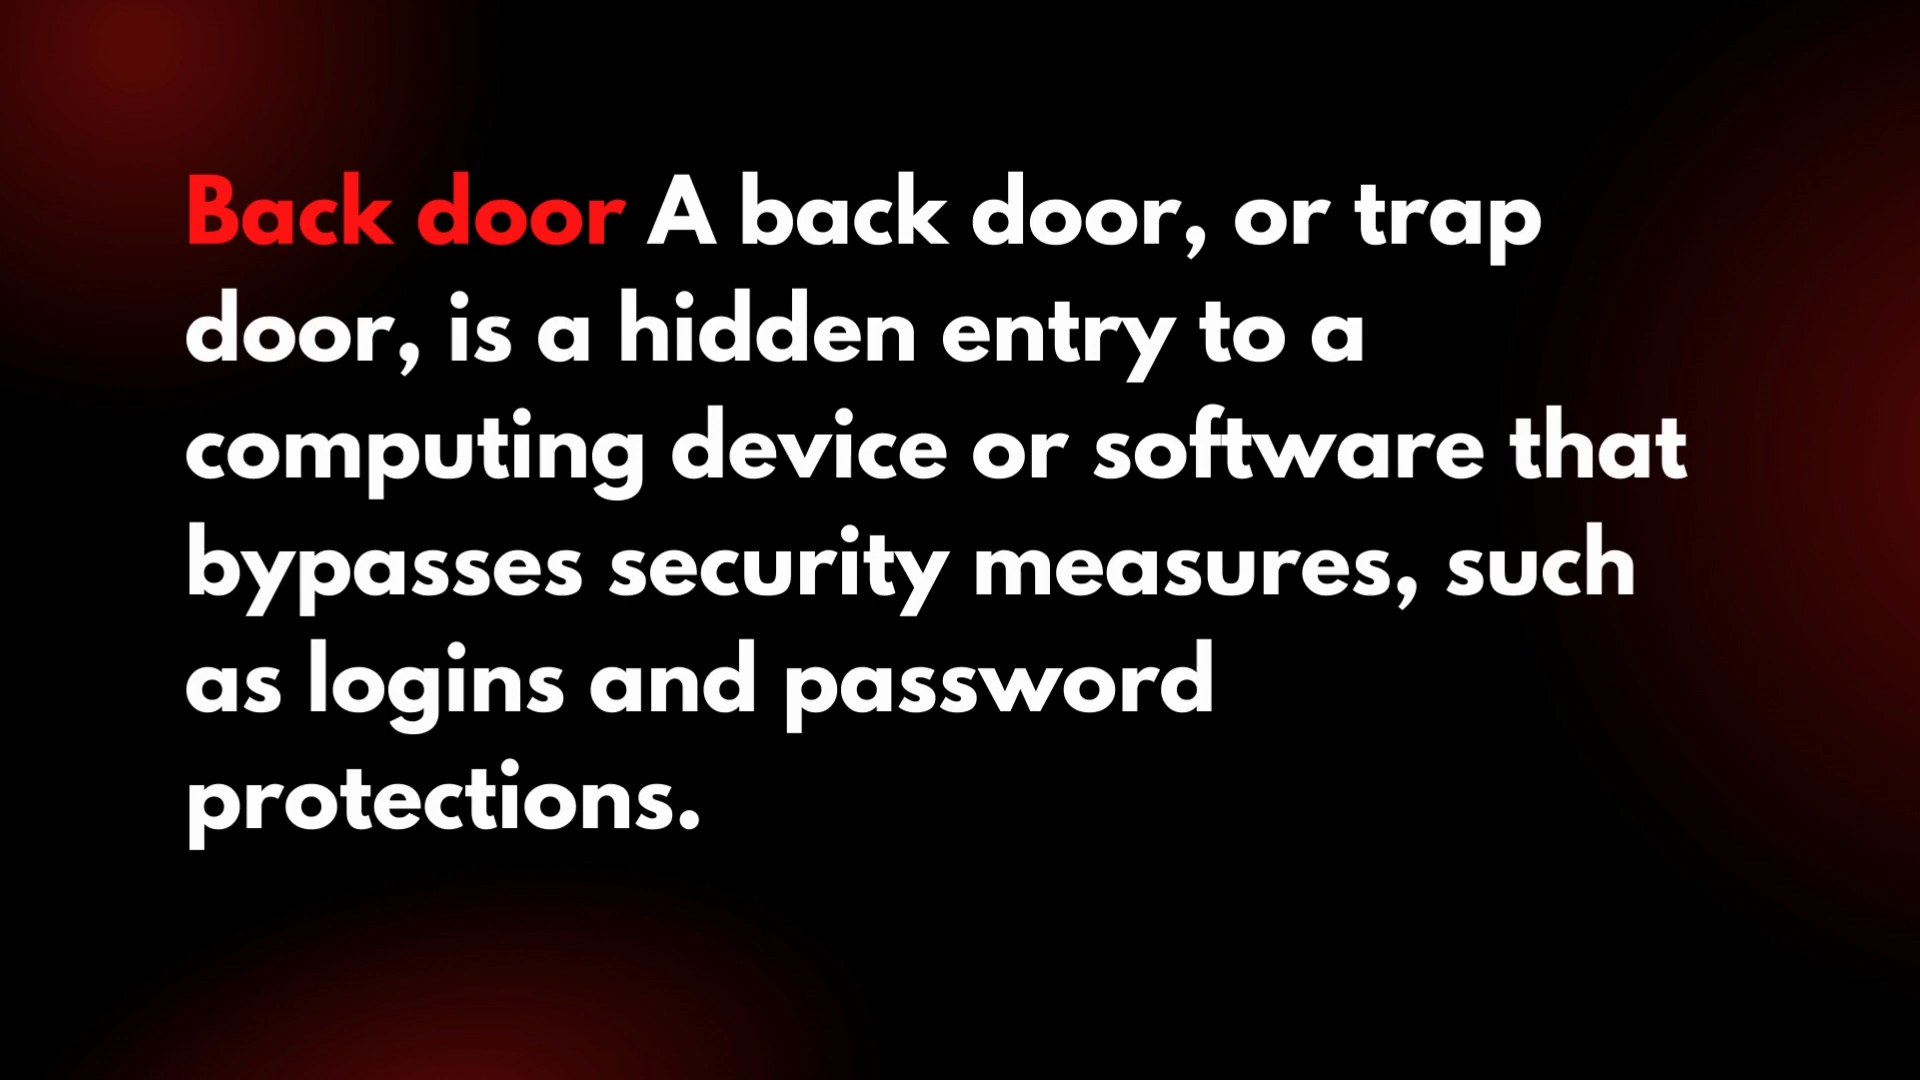 Back door A back door, or trap
door, is a hidden entry to a
computing device or software that
bypasses security measures, such
as logins and password
protections.